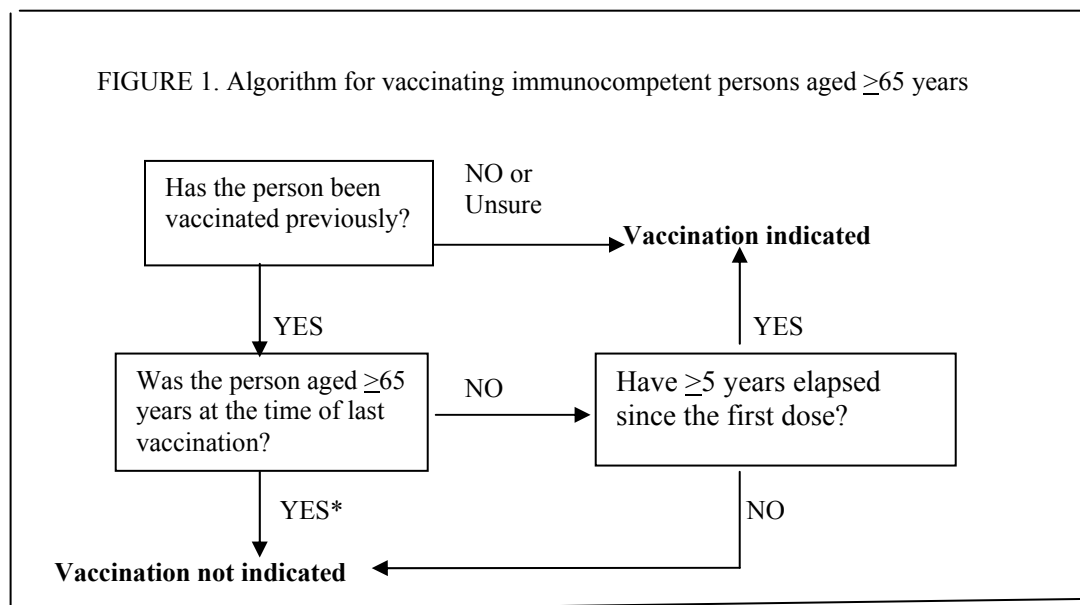 FIGURE 1. Algorithm for vaccinating immunocompetent persons aged ≥65 years
Has the person been
vaccinated previously?
NO or
Unsure
Vaccination indicated
YES
YES
Was the person aged ≥65
years at the time of last
vaccination?
NO
Have ≥5 years elapsed
since the first dose?
YES*
NO
Vaccination not indicated